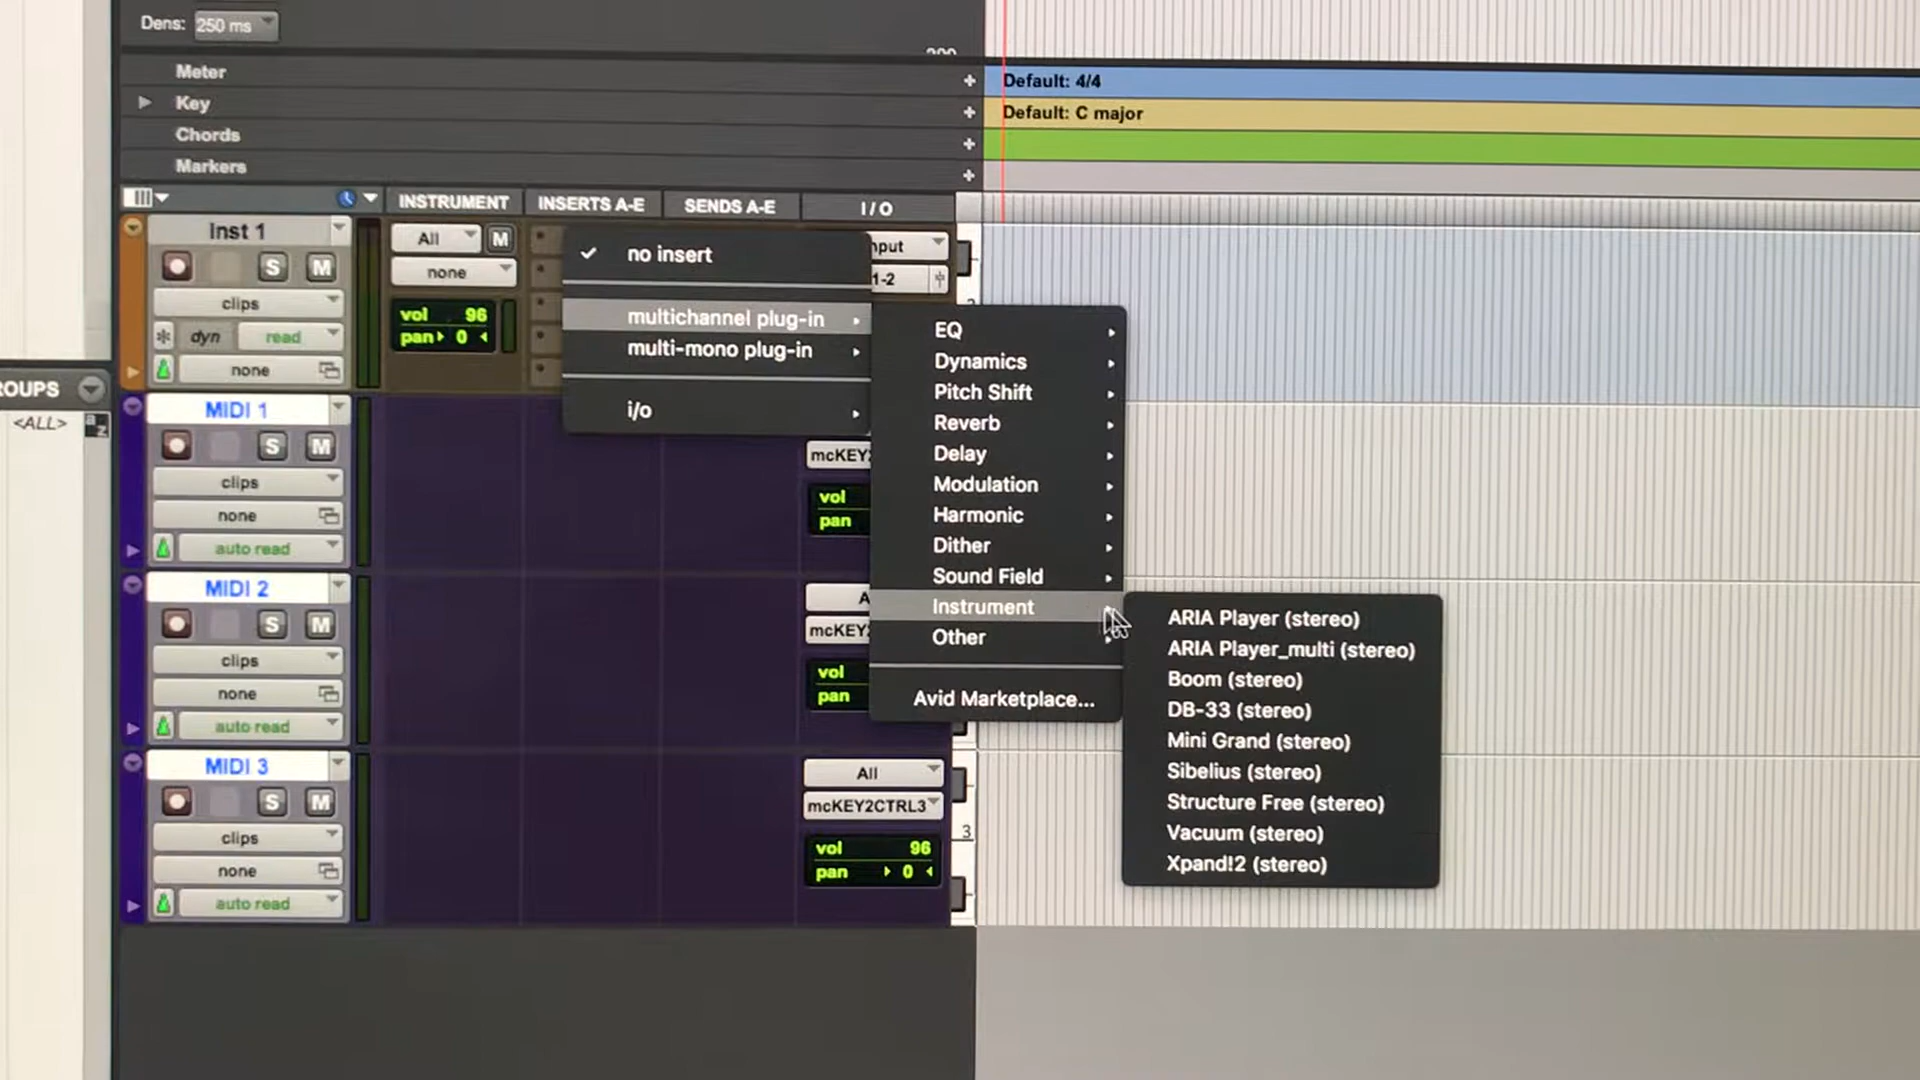 Dens: 250 ms
Meter
Default: 4/4
Key
Default: C major
Chords
Markers
INSTRUMENT INSERTS A-E SENDS A-E I / O
Inst 1
All M
no insert
S M
none
1-2
clips
vol 96
pan 0
multichannel plug-in
multi-mono plug-in
i/o
dyn read
none
EQ
Dynamics
Pitch Shift
Reverb
Delay
Modulation
Harmonic
Dither
Sound Field
Instrument
Other
Avid Marketplace...
ARIA Player (stereo)
ARIA Player_multi (stereo)
Boom (stereo)
DB-33 (stereo)
Mini Grand (stereo)
Sibelius (stereo)
Structure Free (stereo)
Vacuum (stereo)
Xpand!2 (stereo)
<ALL>
MIDI 1
S M
clips
none
auto read
vol
pan
MIDI 2
S M
clips
none
auto read
vol
pan
MIDI 3
S M
clips
none
auto read
All
mcKEY2CTRL3
vol 96
pan 0
3